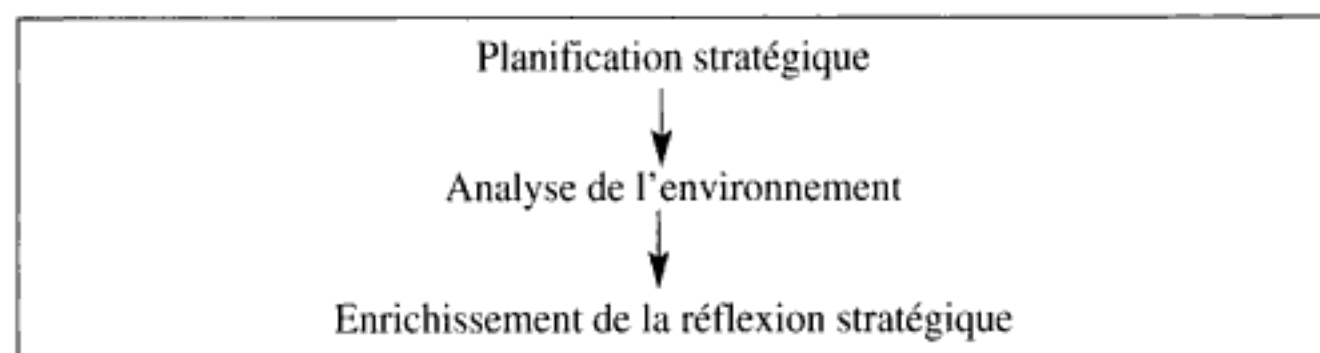 Planification stratégique
Analyse de l'environnement
Enrichissement de la réflexion stratégique